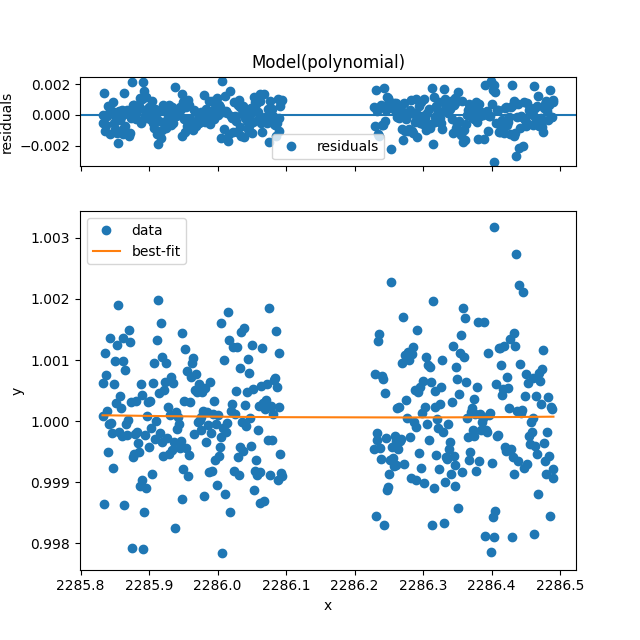 Model(polynomial)
0.002
0.000
−0.002
residuals
residuals
data
best-fit
1.003
1.002
1.001
1.000
0.999
0.998
y
2285.8 2285.9 2286.0 2286.1 2286.2 2286.3 2286.4 2286.5
x